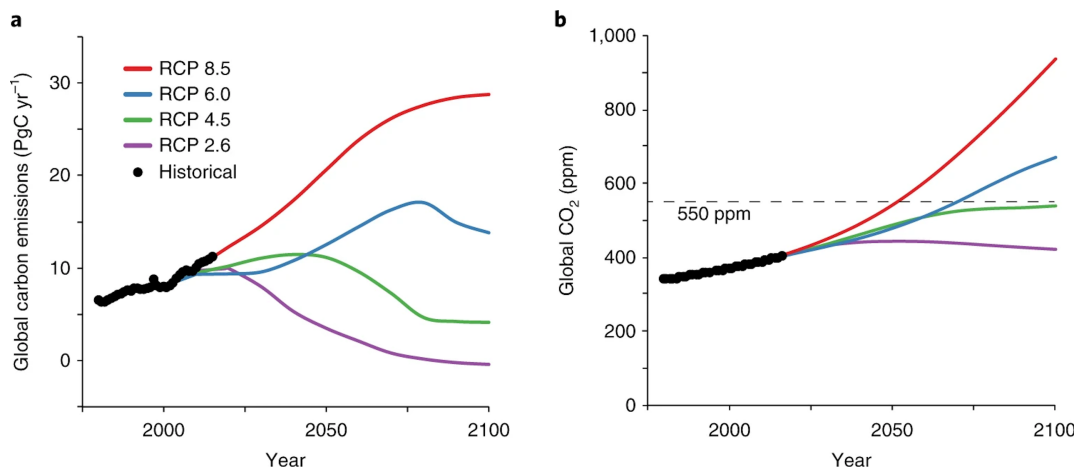 a
Global carbon emissions (PgC yr⁻¹)
30
20
10
0
RCP 8.5
RCP 6.0
RCP 4.5
RCP 2.6
Historical
2000
2050
2100
Year
b
Global CO₂ (ppm)
1,000
800
600
400
200
0
550 ppm
2000
2050
2100
Year